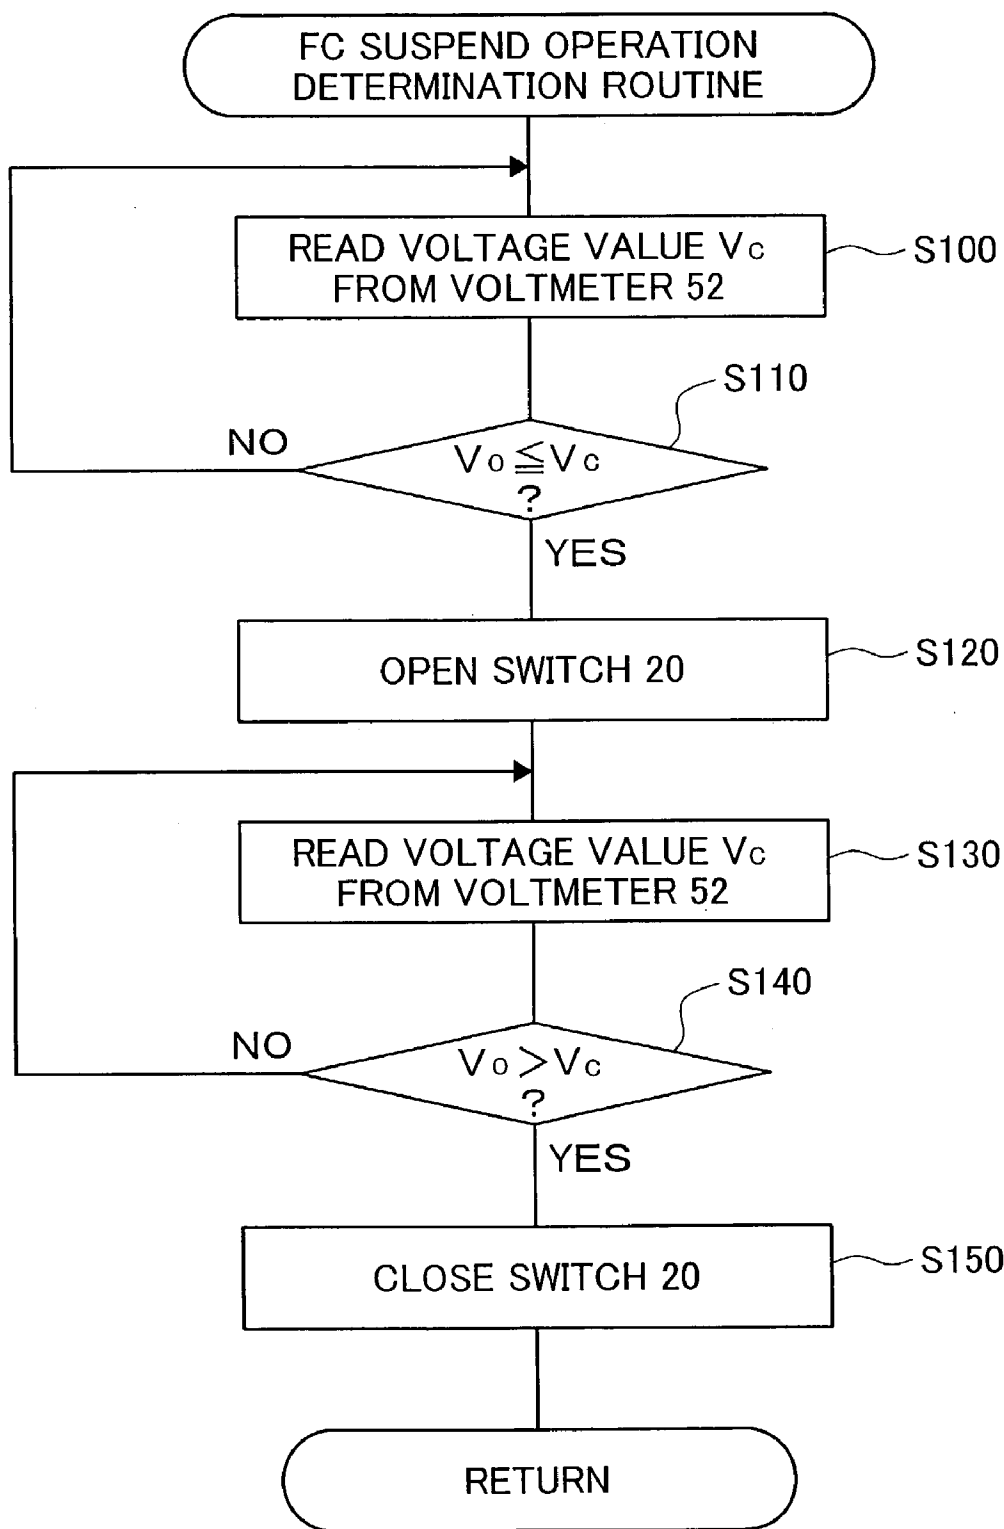 FC SUSPEND OPERATION
DETERMINATION ROUTINE
READ VOLTAGE VALUE Vc
FROM VOLTMETER 52
S100
S110
Vo≦Vc
?
NO
YES
OPEN SWITCH 20
S120
READ VOLTAGE VALUE Vc
FROM VOLTMETER 52
S130
S140
Vo>Vc
?
NO
YES
CLOSE SWITCH 20
S150
RETURN